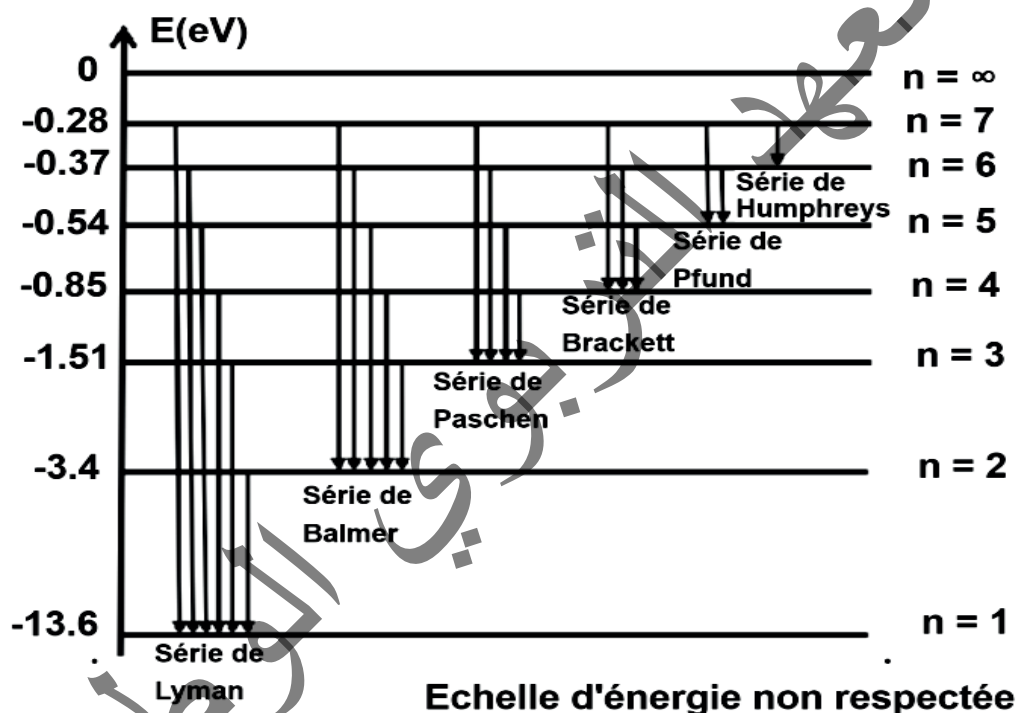 E(eV)
0 n = ∞
-0.28 n = 7
-0.37 n = 6
Série de
Humphreys
-0.54 n = 5
Série de
Pfund
-0.85 n = 4
Série de
Brackett
-1.51 n = 3
Série de
Paschen
-3.4 n = 2
Série de
Balmer
-13.6 n = 1
Série de
Lyman
Echelle d'énergie non respectée